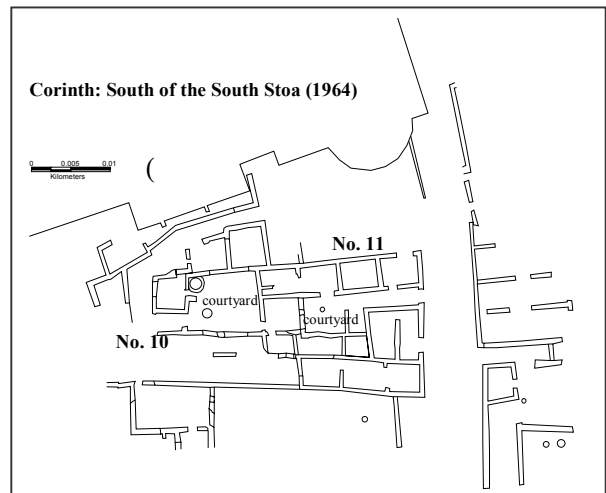 Corinth: South of the South Stoa (1964)
0 0.005 0.01
Kilometers
(
No. 11
courtyard
courtyard
No. 10